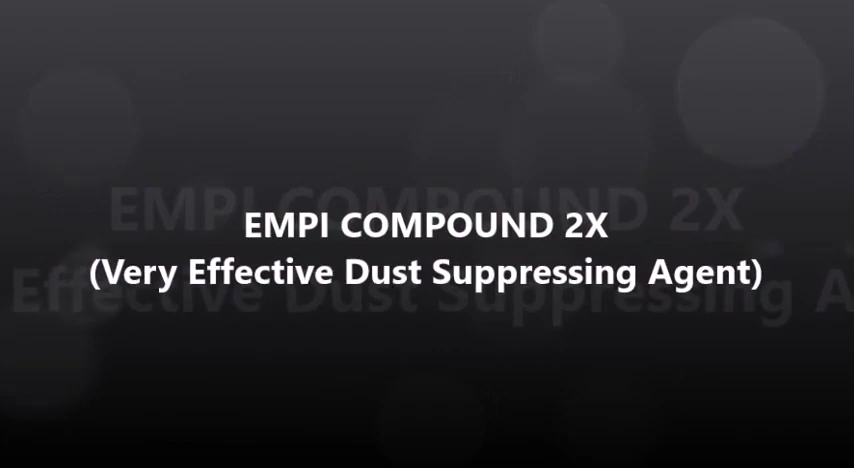 EMPI COMPOUND 2X
(Very Effective Dust Suppressing Agent)